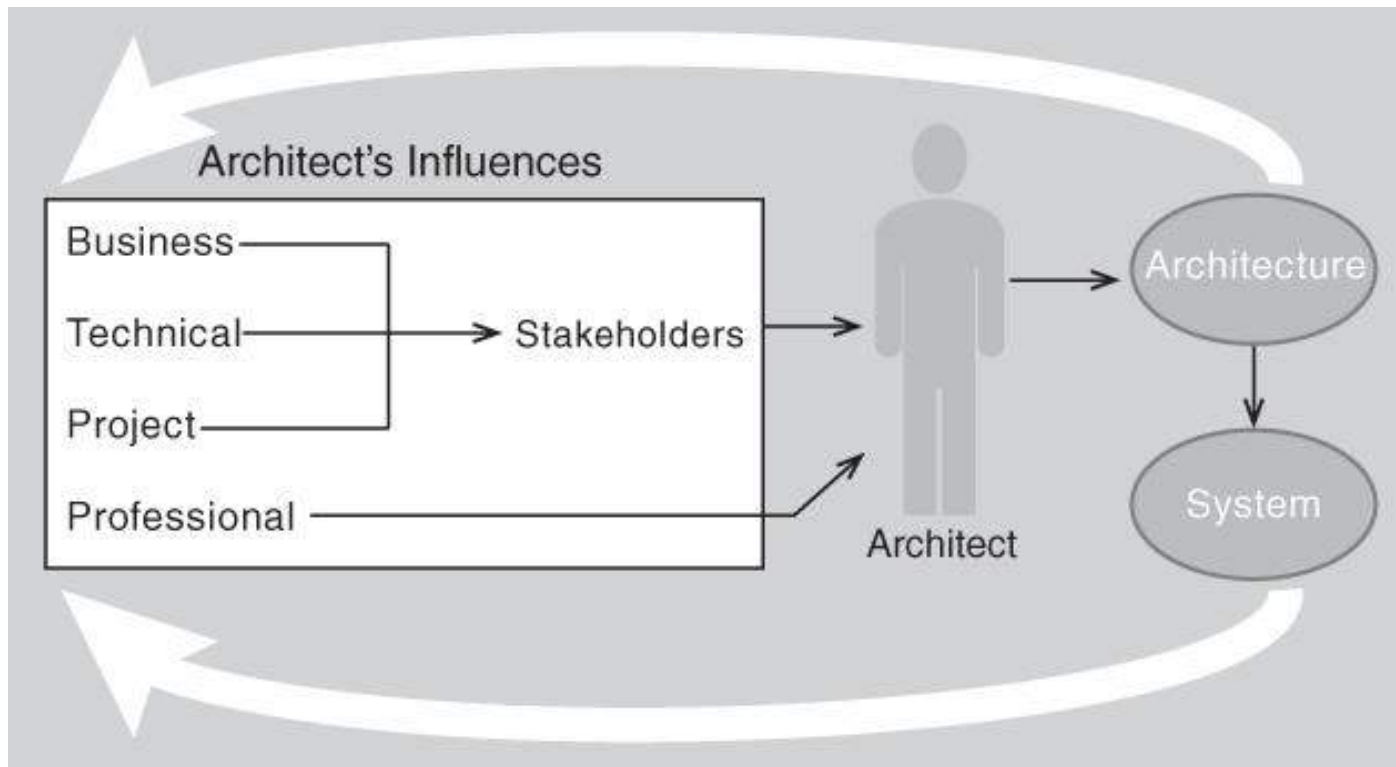 Architect's Influences
Business
Technical
Stakeholders
Project
Professional
Architect
Architecture
System